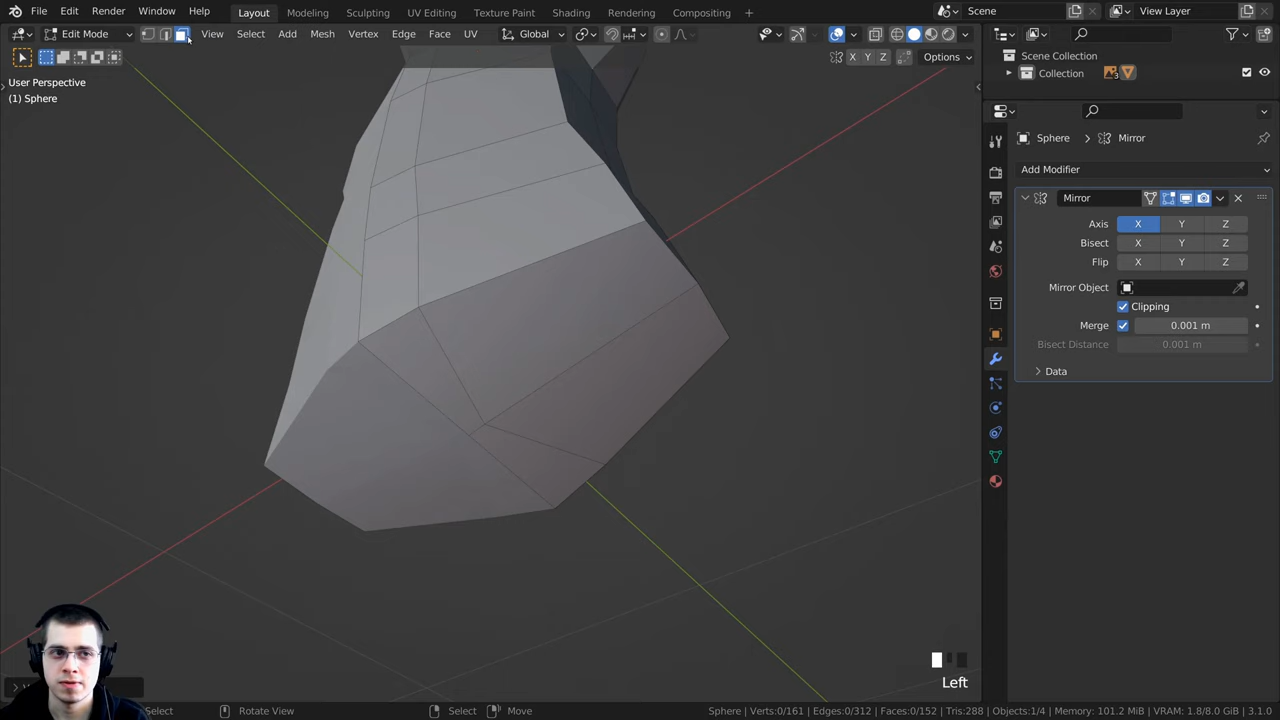 File Edit Render Window Help Layout Modeling Sculpting UV Editing Texture Paint Shading Rendering Compositing + Scene View Layer
Edit Mode View Select Add Mesh Vertex Edge Face UV Global
X Y Z Options
User Perspective
(1) Sphere
Scene Collection
Collection
Sphere > Mirror
Add Modifier
Mirror
Axis X Y Z
Bisect X Y Z
Flip X Y Z
Mirror Object
Clipping
Merge 0.001 m
Bisect Distance 0.001 m
Data
Left
Select Rotate View Select Move Sphere | Verts:0/161 | Edges:0/312 | Faces:0/152 | Tris:288 | Objects:1/4 | Memory: 101.2 MiB | VRAM: 1.8/8.0 GiB | 3.1.0